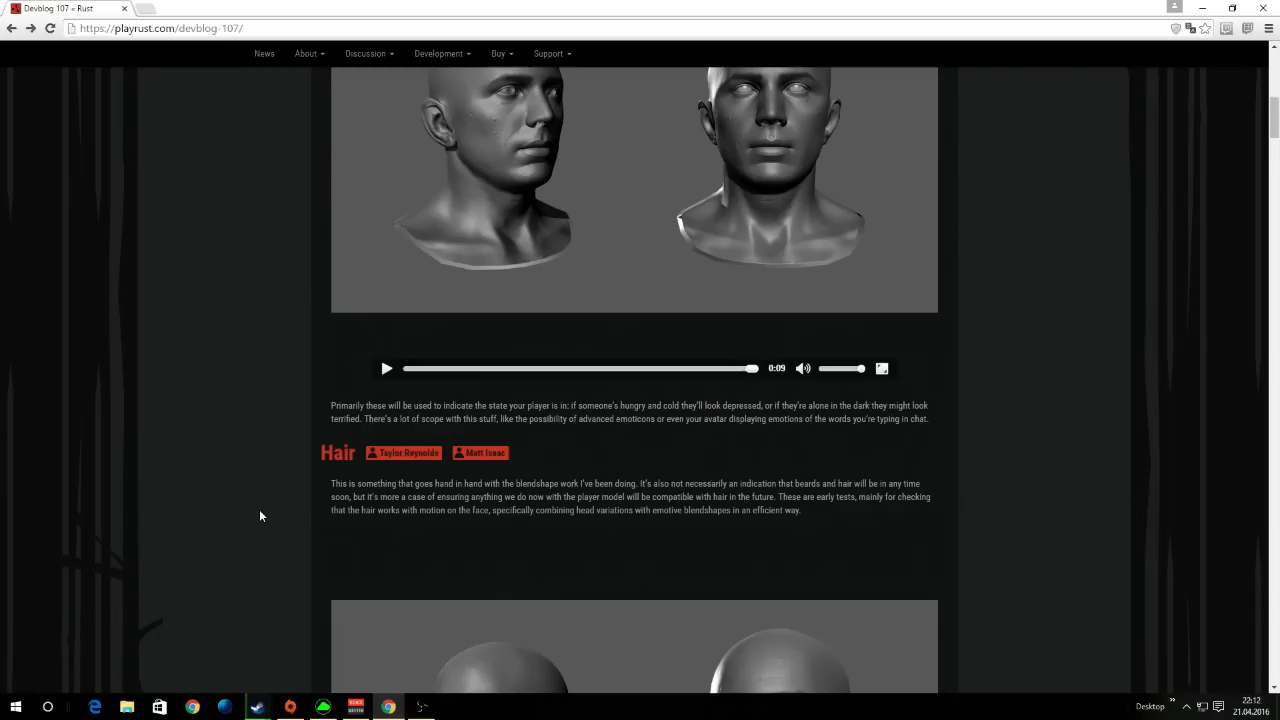 Devblog 107 « Rust
https://playrust.com/devblog-107/
News About Discussion Development Buy Support
0:09
Primarily these will be used to indicate the state your player is in: if someone's hungry and cold they'll look depressed, or if they're alone in the dark they might look
terrified. There's a lot of scope with this stuff, like the possibility of advanced emoticons or even your avatar displaying emotions of the words you're typing in chat.
Hair Taylor Reynolds Matt Isaac
This is something that goes hand in hand with the blendshape work I've been doing. It's also not necessarily an indication that beards and hair will be in any time
soon, but it's more a case of ensuring anything we do now with the player model will be compatible with hair in the future. These are early tests, mainly for checking
that the hair works with motion on the face, specifically combining head variations with emotive blendshapes in an efficient way.
Desktop
22:12
21.04.2016